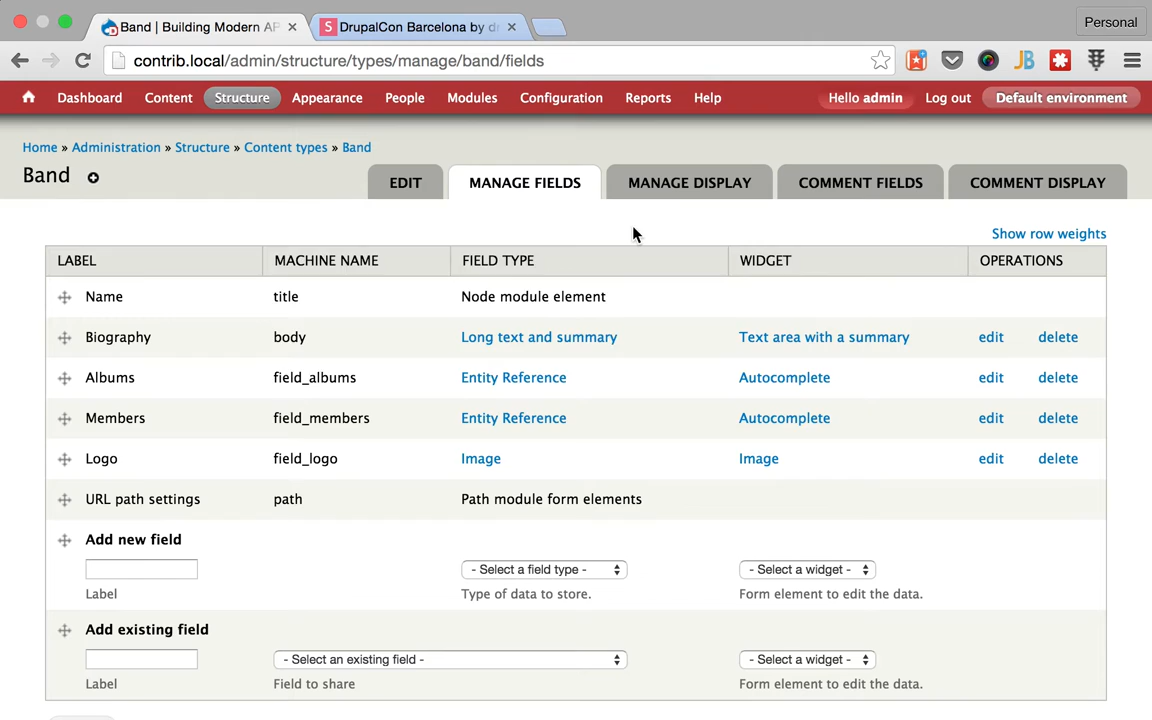 Band | Building Modern AP
DrupalCon Barcelona by d
Personal
contrib.local/admin/structure/types/manage/band/fields
JB
Dashboard Content Structure Appearance People Modules Configuration Reports Help Hello admin Log out Default environment
Home » Administration » Structure » Content types » Band
Band
EDIT MANAGE FIELDS MANAGE DISPLAY COMMENT FIELDS COMMENT DISPLAY
Show row weights
LABEL MACHINE NAME FIELD TYPE WIDGET OPERATIONS
Name title Node module element
Biography body Long text and summary Text area with a summary edit delete
Albums field_albums Entity Reference Autocomplete edit delete
Members field_members Entity Reference Autocomplete edit delete
Logo field_logo Image Image edit delete
URL path settings path Path module form elements
Add new field
- Select a field type - - Select a widget -
Label Type of data to store. Form element to edit the data.
Add existing field
- Select an existing field - - Select a widget -
Label Field to share Form element to edit the data.